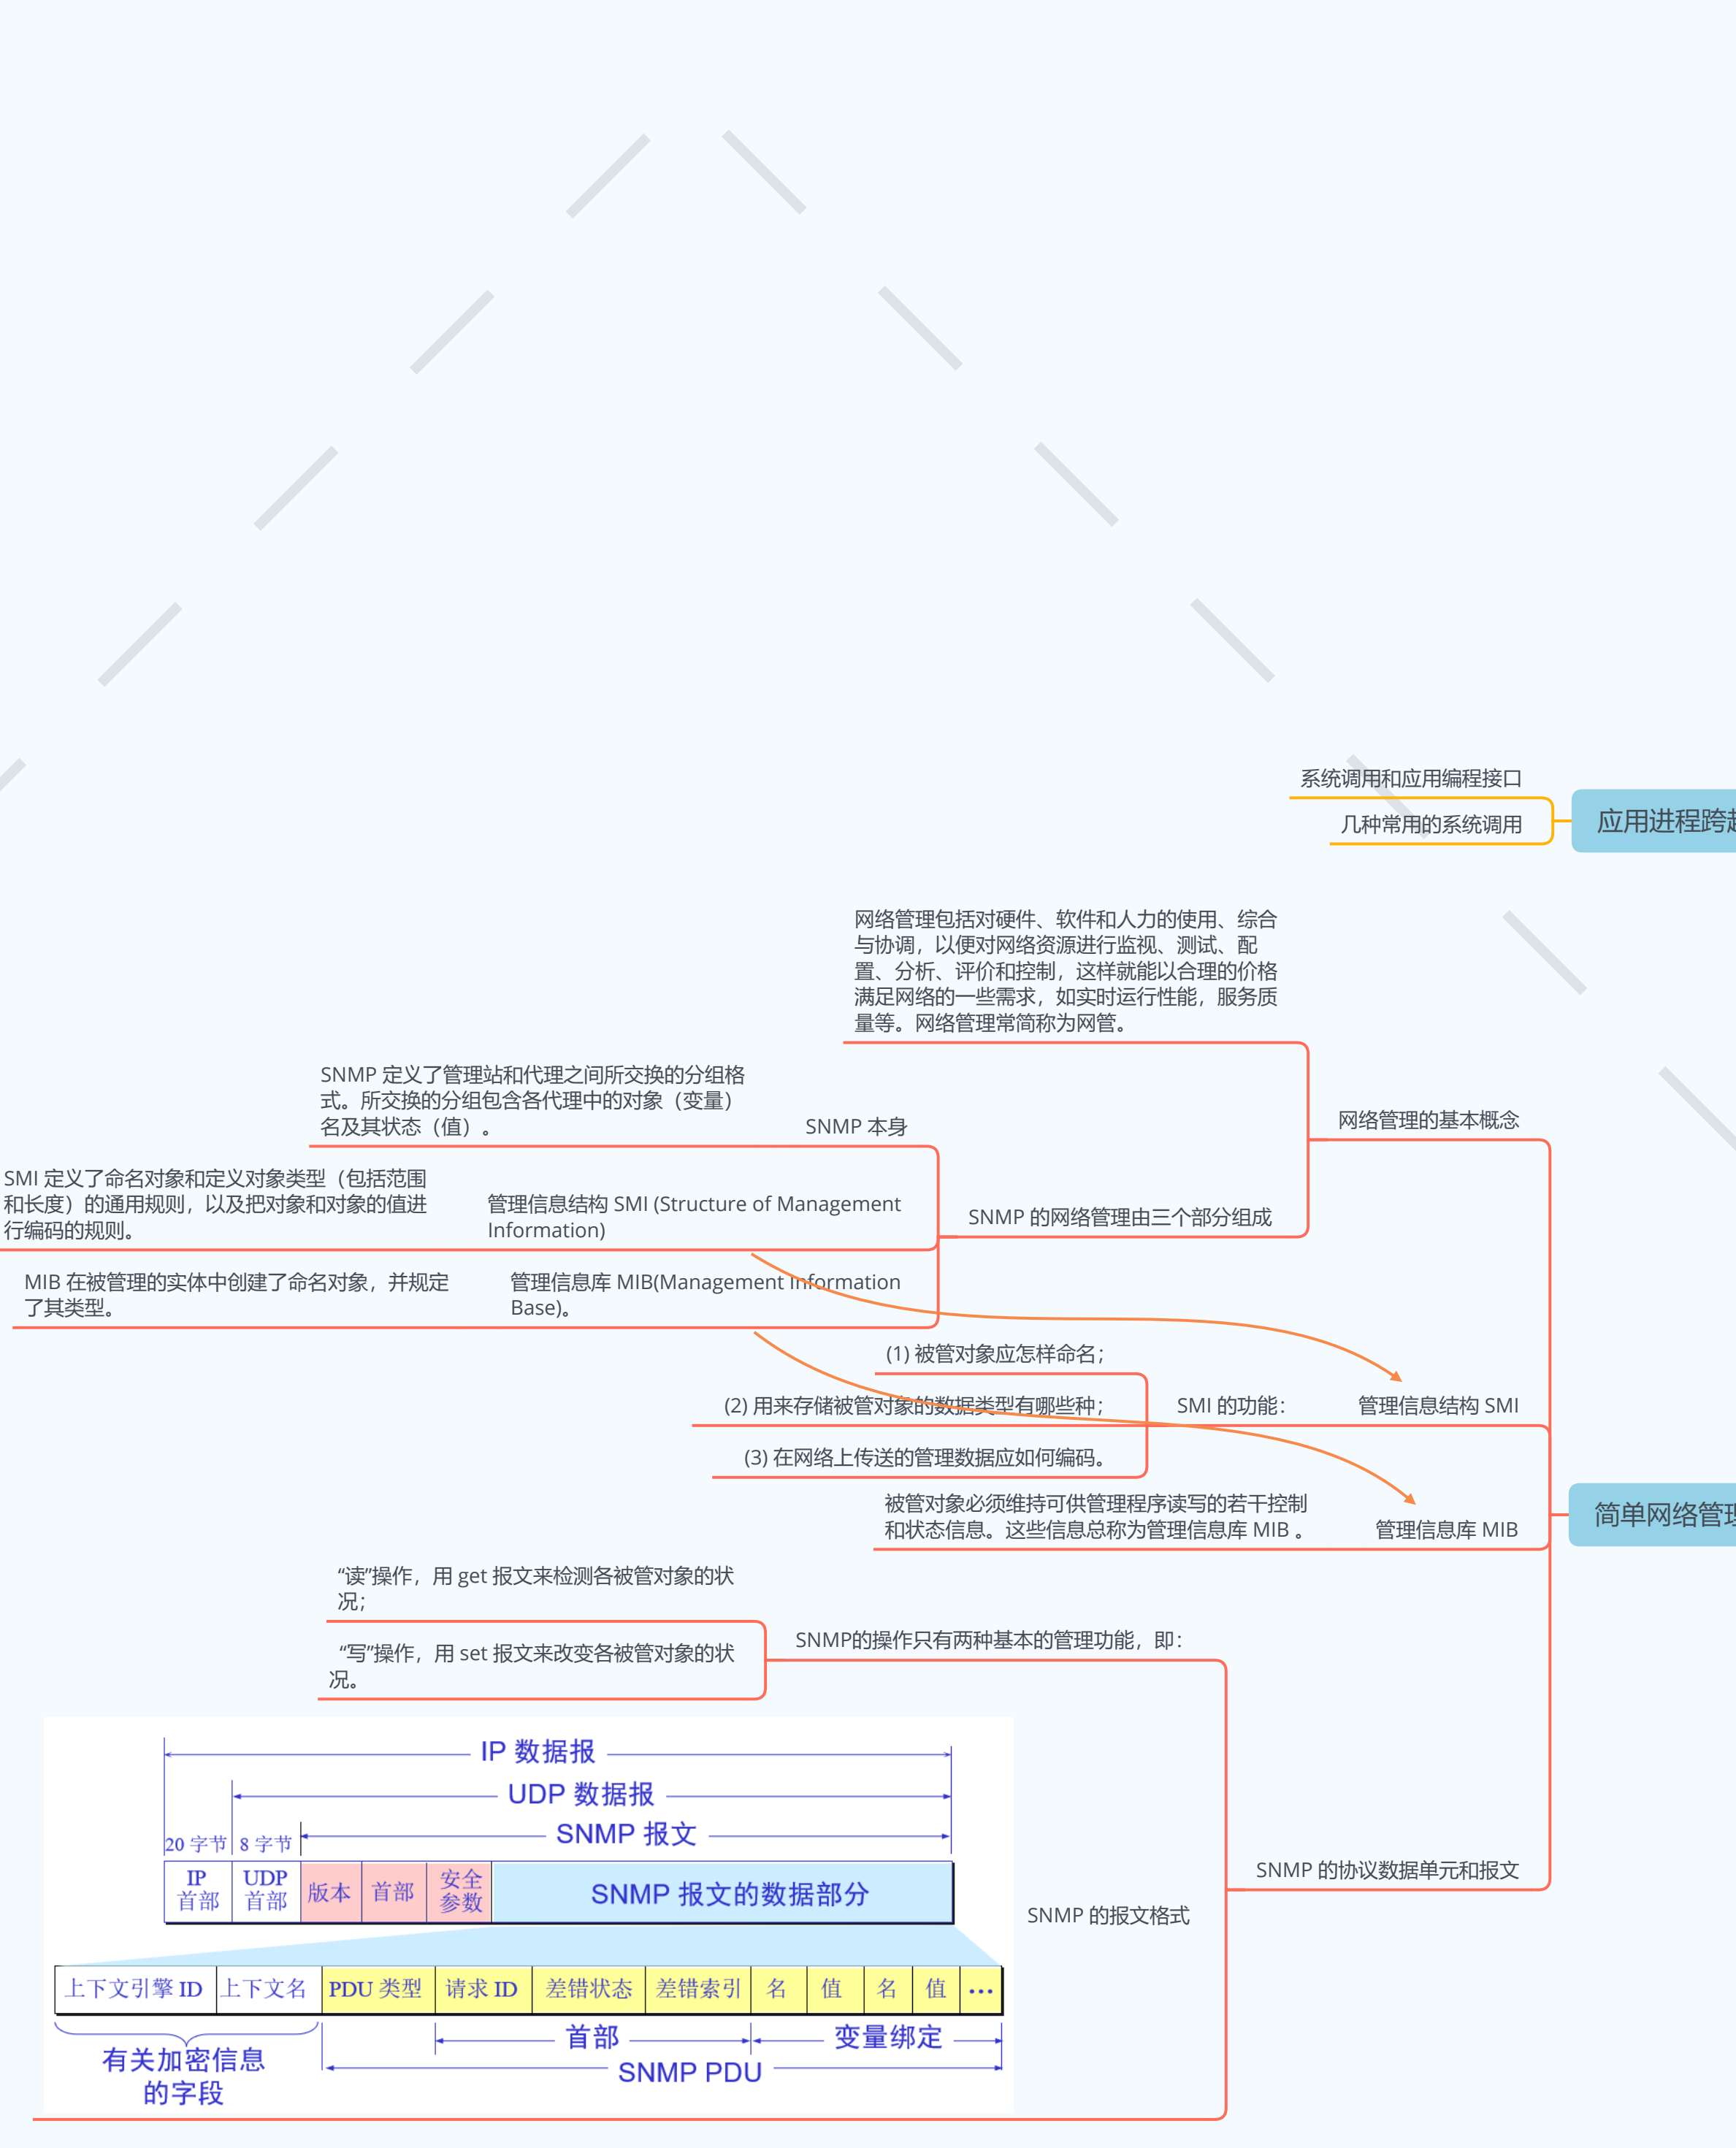 系统调用和应用编程接口
几种常用的系统调用
应用进程跨
网络管理包括对硬件、软件和人力的使用、综合
与协调，以便对网络资源进行监视、测试、配
置、分析、评价和控制，这样就能以合理的价格
满足网络的一些需求，如实时运行性能，服务质
量等。网络管理常简称为网管。
网络管理的基本概念
SNMP 定义了管理站和代理之间所交换的分组格
式。所交换的分组包含各代理中的对象（变量）
名及其状态（值）。
SNMP 本身
SMI 定义了命名对象和定义对象类型（包括范围
和长度）的通用规则，以及把对象和对象的值进
行编码的规则。
管理信息结构 SMI (Structure of Management
Information)
SNMP 的网络管理由三个部分组成
MIB 在被管理的实体中创建了命名对象，并规定
了其类型。
管理信息库 MIB(Management Information
Base)。
(1) 被管对象应怎样命名；
(2) 用来存储被管对象的数据类型有哪些种；
(3) 在网络上传送的管理数据应如何编码。
SMI 的功能：
管理信息结构 SMI
被管对象必须维持可供管理程序读写的若干控制
和状态信息。这些信息总称为管理信息库 MIB 。
管理信息库 MIB
简单网络管
“读”操作，用 get 报文来检测各被管对象的状
况；
“写”操作，用 set 报文来改变各被管对象的状
况。
SNMP的操作只有两种基本的管理功能，即：
SNMP 的协议数据单元和报文
SNMP 的报文格式
IP 数据报
UDP 数据报
SNMP 报文
20 字节
8 字节
IP
首部
UDP
首部
版本
首部
安全
参数
SNMP 报文的数据部分
上下文引擎 ID
上下文名
PDU 类型
请求 ID
差错状态
差错索引
名
值
名
值
•••
首部
变量绑定
有关加密信息
的字段
SNMP PDU